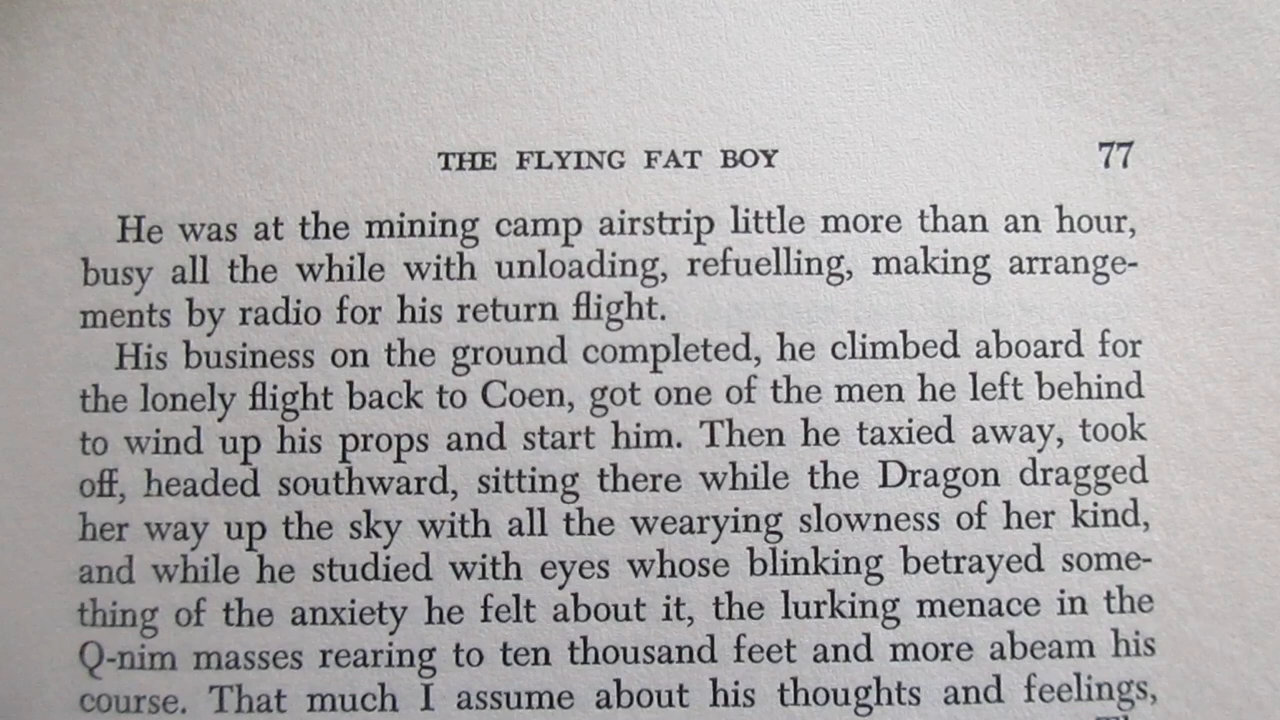 THE FLYING FAT BOY 77
He was at the mining camp airstrip little more than an hour,
busy all the while with unloading, refuelling, making arrange-
ments by radio for his return flight.
His business on the ground completed, he climbed aboard for
the lonely flight back to Coen, got one of the men he left behind
to wind up his props and start him. Then he taxied away, took
off, headed southward, sitting there while the Dragon dragged
her way up the sky with all the wearying slowness of her kind,
and while he studied with eyes whose blinking betrayed some-
thing of the anxiety he felt about it, the lurking menace in the
Q-nim masses rearing to ten thousand feet and more abeam his
course. That much I assume about his thoughts and feelings,